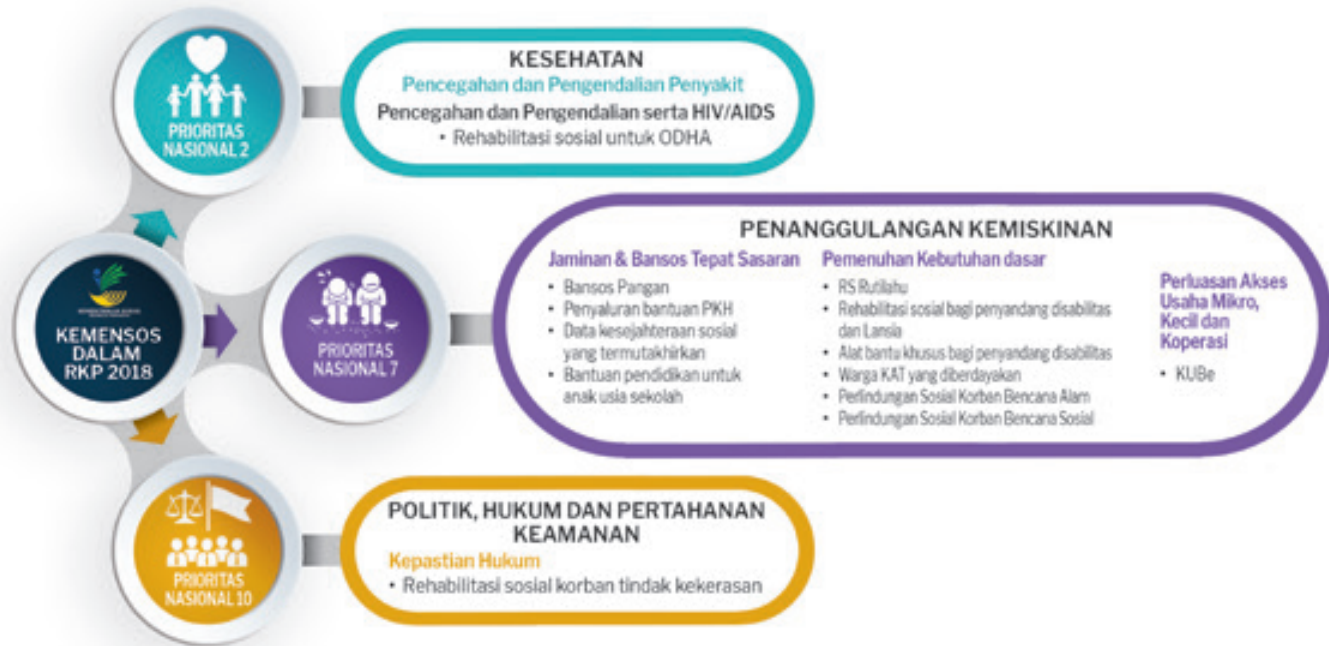 PRIORITAS
NASIONAL 2
KESEHATAN
Pencegahan dan Pengendalian Penyakit
Pencegahan dan Pengendalian serta HIV/AIDS
• Rehabilitasi sosial untuk ODHA
KEMENSOS
DALAM
RKP 2018
PRIORITAS
NASIONAL 7
PENANGGULANGAN KEMISKINAN
Jaminan & Bansos Tepat Sasaran
• Bansos Pangan
• Penyaluran bantuan PKH
• Data kesejahteraan sosial
yang termutakhirkan
• Bantuan pendidikan untuk
anak usia sekolah
Pemenuhan Kebutuhan dasar
• RS Rutilahu
• Rehabilitasi sosial bagi penyandang disabilitas
dan Lansia
• Alat bantu khusus bagi penyandang disabilitas
• Warga KAT yang diberdayakan
• Perlindungan Sosial Korban Bencana Alam
• Perlindungan Sosial Korban Bencana Sosial
Perluasan Akses
Usaha Mikro,
Kecil dan
Koperasi
• KUBe
PRIORITAS
NASIONAL 10
POLITIK, HUKUM DAN PERTAHANAN
KEAMANAN
Kepastian Hukum
• Rehabilitasi sosial korban tindak kekerasan